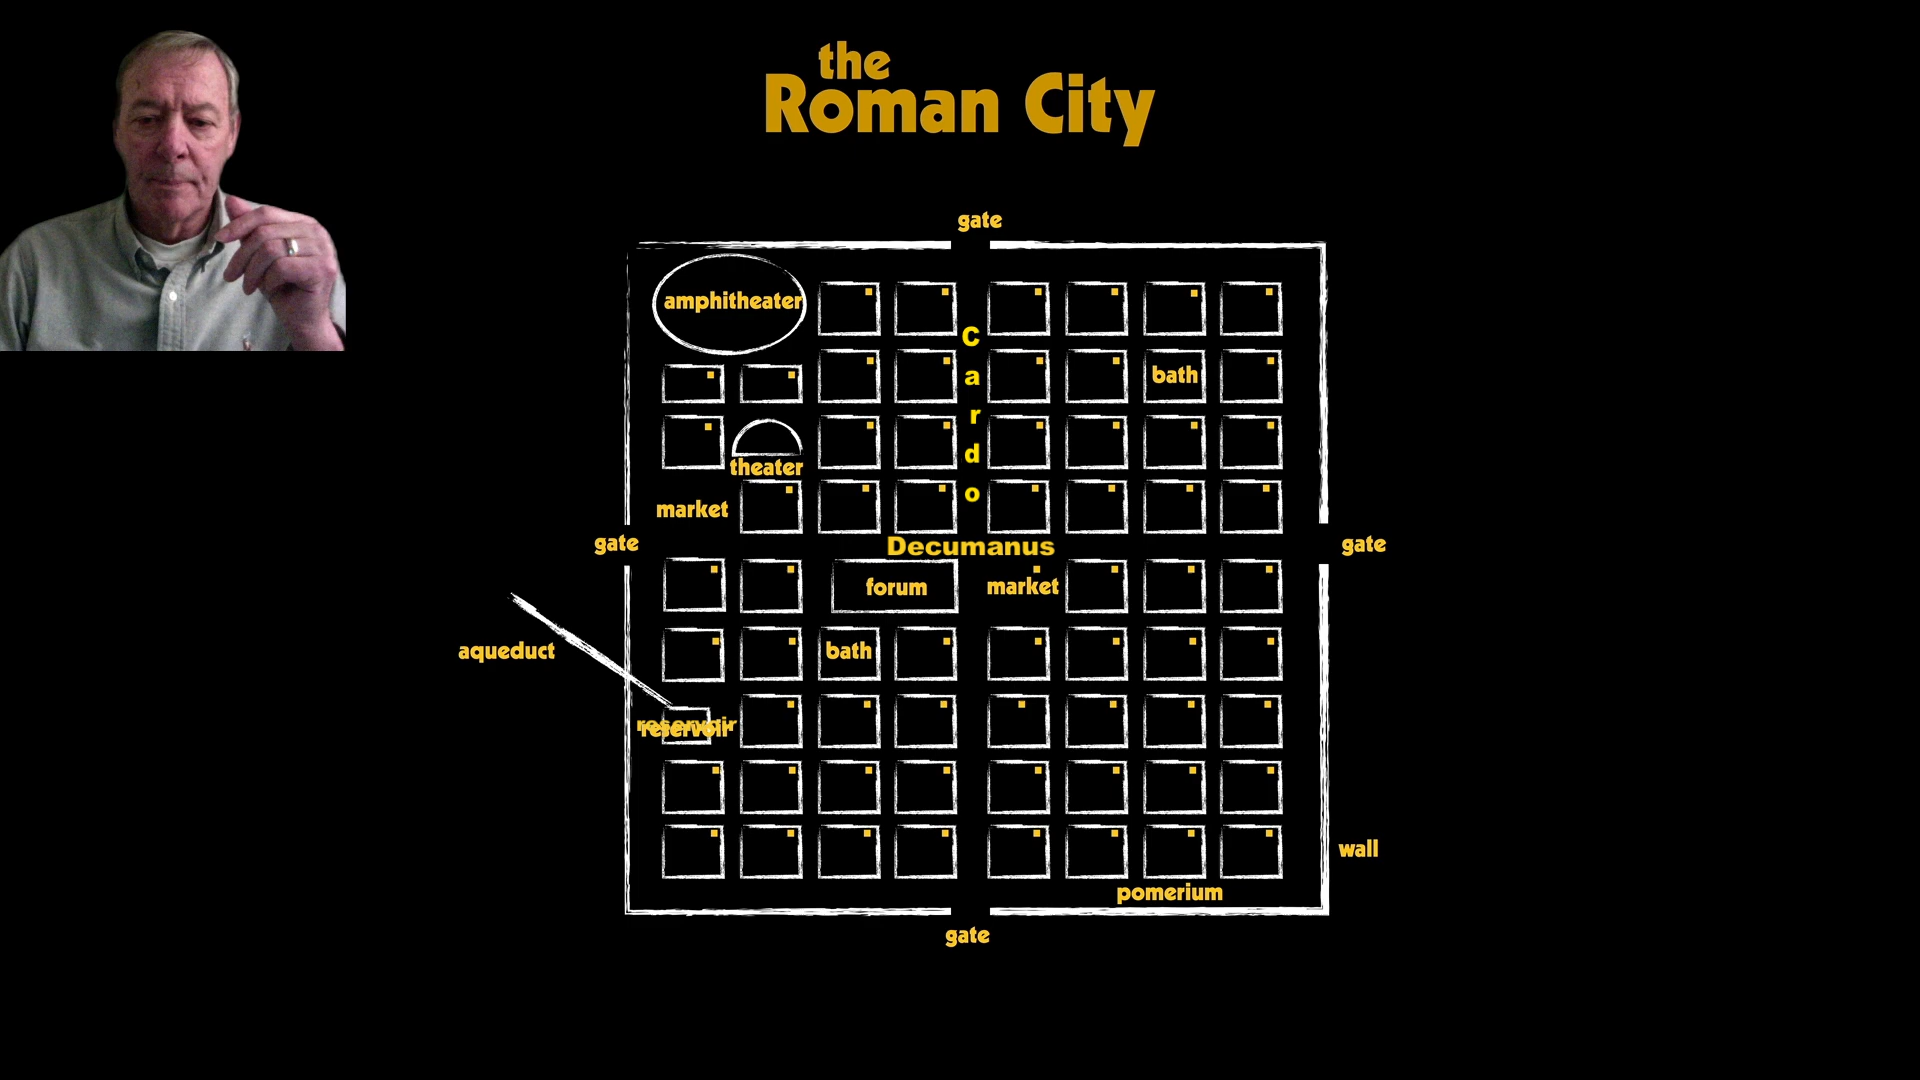 the
Roman City
gate
amphitheater
C
a
r
d
o
bath
theater
market
gate
Decumanus
gate
forum
market
aqueduct
bath
reservoir
reservoir
wall
pomerium
gate